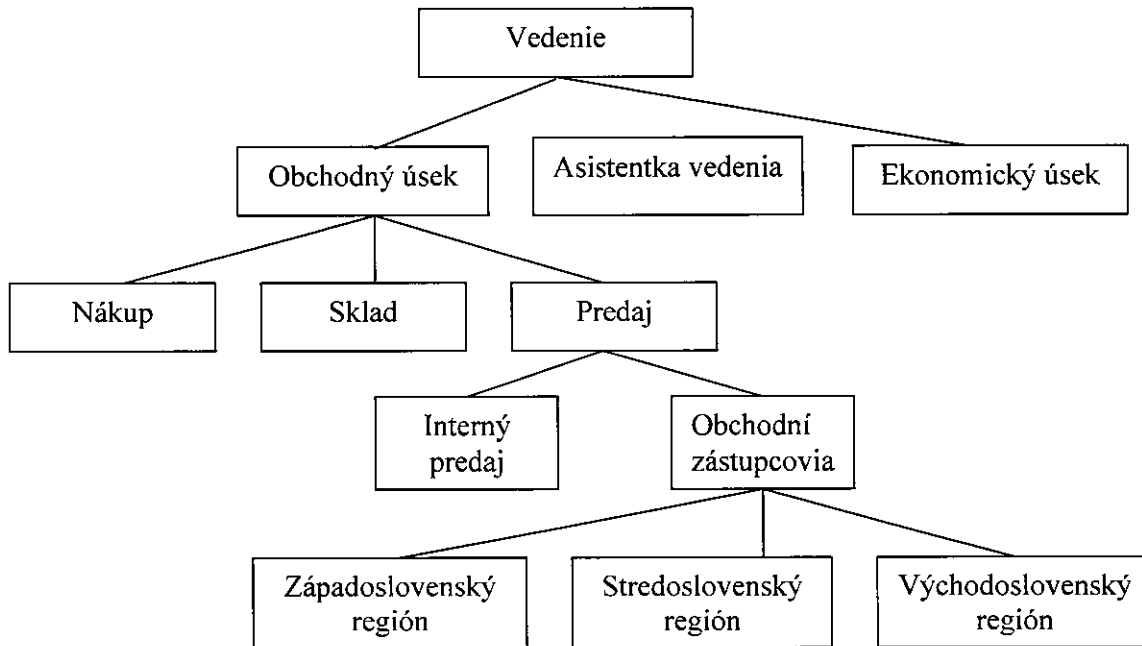 Vedenie
Obchodný úsek
Asistentka vedenia
Ekonomický úsek
Nákup
Sklad
Predaj
Interný
predaj
Obchodní
zástupcovia
Západoslovenský
región
Stredoslovenský
región
Východoslovenský
región